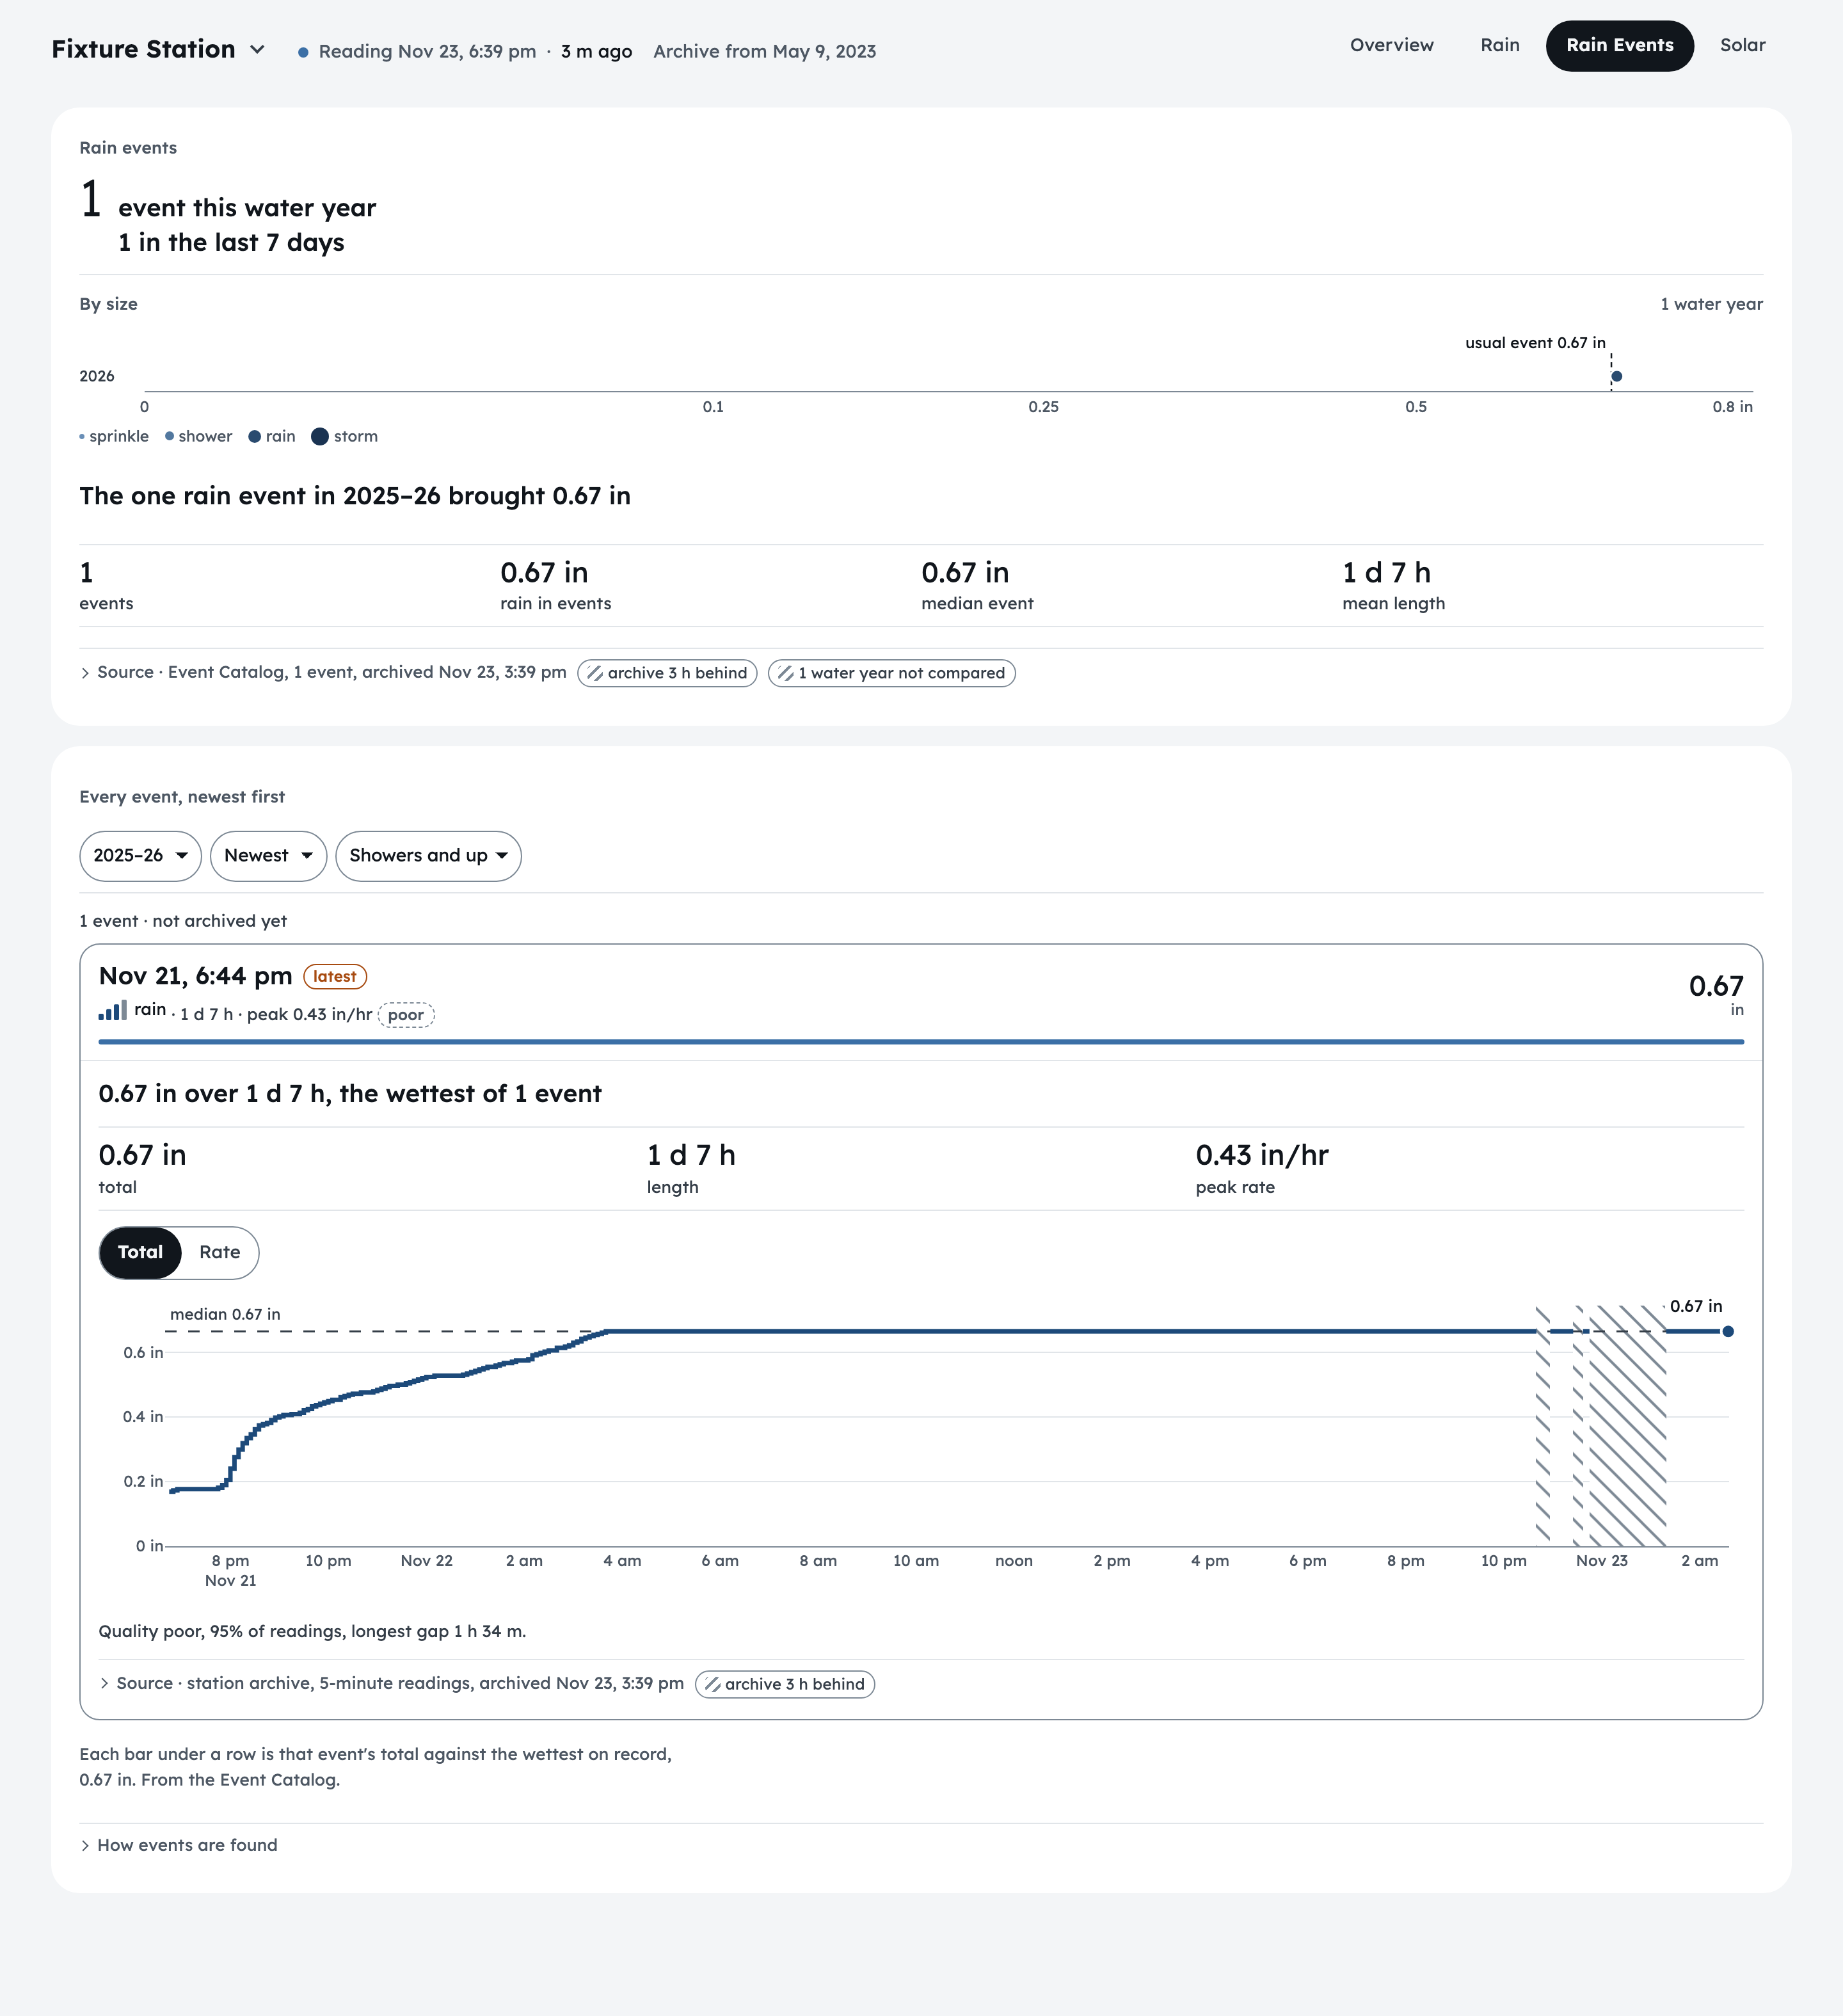 Fixture Station
Reading Nov 23, 6:39 pm · 3 m ago Archive from May 9, 2023
Overview Rain Rain Events Solar
Rain events
1 event this water year
1 in the last 7 days
By size 1 water year
usual event 0.67 in
2026
0 0.1 0.25 0.5 0.8 in
sprinkle shower rain storm
The one rain event in 2025–26 brought 0.67 in
1 0.67 in 0.67 in 1 d 7 h
events rain in events median event mean length
Source · Event Catalog, 1 event, archived Nov 23, 3:39 pm archive 3 h behind 1 water year not compared
Every event, newest first
2025–26 Newest Showers and up
1 event · not archived yet
Nov 21, 6:44 pm latest
0.67
rain · 1 d 7 h · peak 0.43 in/hr poor
in
0.67 in over 1 d 7 h, the wettest of 1 event
0.67 in 1 d 7 h 0.43 in/hr
total length peak rate
Total Rate
median 0.67 in 0.67 in
0.6 in
0.4 in
0.2 in
0 in
8 pm 10 pm Nov 22 2 am 4 am 6 am 8 am 10 am noon 2 pm 4 pm 6 pm 8 pm 10 pm Nov 23 2 am
Nov 21
Quality poor, 95% of readings, longest gap 1 h 34 m.
Source · station archive, 5-minute readings, archived Nov 23, 3:39 pm archive 3 h behind
Each bar under a row is that event's total against the wettest on record,
0.67 in. From the Event Catalog.
How events are found